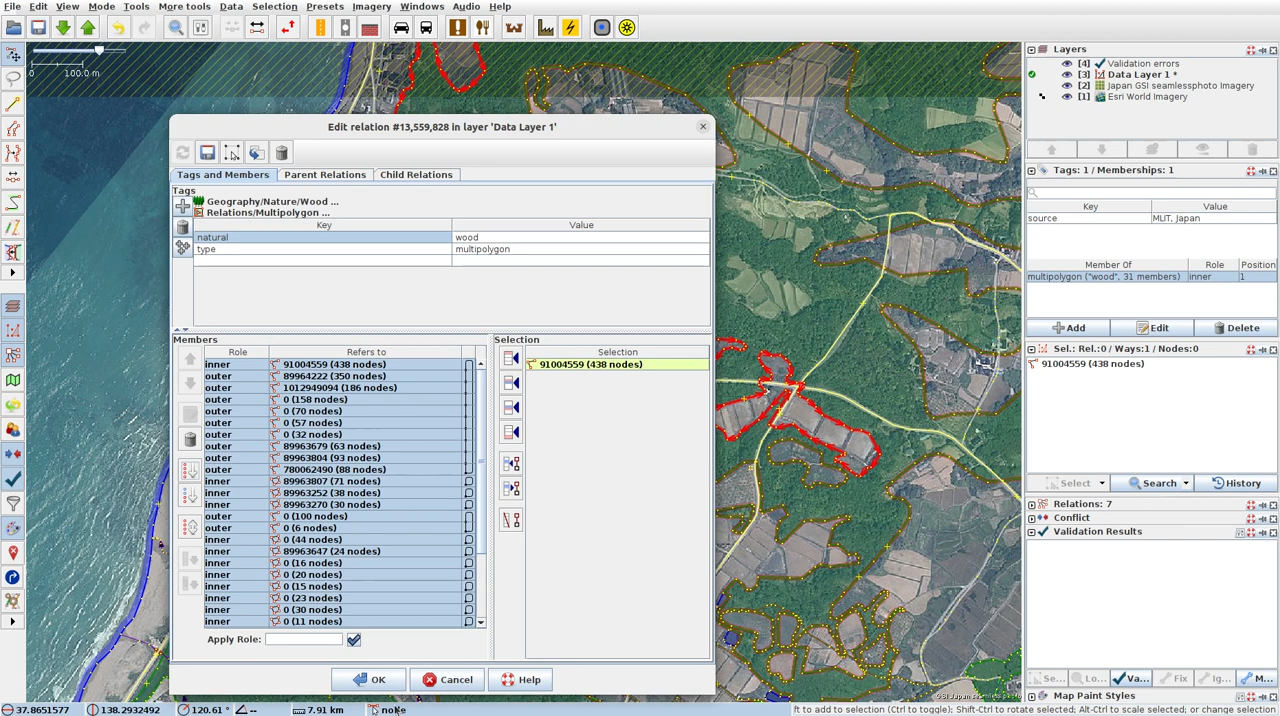 File Edit View Mode Tools More tools Data Selection Presets Imagery Windows Audio Help
0 100.0 m
Edit relation #13,559,828 in layer 'Data Layer 1'
Tags and Members Parent Relations Child Relations
Tags
Geography/Nature/Wood ...
Relations/Multipolygon ...
Key Value
natural wood
type multipolygon
Members
Role Refers to
inner 91004559 (438 nodes)
outer 89964222 (350 nodes)
outer 1012949094 (186 nodes)
outer 0 (158 nodes)
outer 0 (70 nodes)
outer 0 (57 nodes)
outer 0 (32 nodes)
outer 89963679 (63 nodes)
outer 89963804 (93 nodes)
outer 780062490 (88 nodes)
inner 89963807 (71 nodes)
inner 89963252 (38 nodes)
inner 89963270 (30 nodes)
outer 0 (100 nodes)
outer 0 (6 nodes)
inner 0 (44 nodes)
inner 89963647 (24 nodes)
inner 0 (16 nodes)
inner 0 (20 nodes)
inner 0 (15 nodes)
inner 0 (23 nodes)
inner 0 (30 nodes)
inner 0 (11 nodes)
Apply Role:
Selection
Selection
91004559 (438 nodes)
OK Cancel Help
Layers
[4] Validation errors
[3] Data Layer 1 *
[2] Japan GSI seamlessphoto Imagery
[1] Esri World Imagery
Tags: 1 / Memberships: 1
Key Value
source MLIT, Japan
Member Of Role Position
multipolygon ("wood", 31 members) inner 1
Add Edit Delete
Sel.: Rel.:0 / Ways:1 / Nodes:0
91004559 (438 nodes)
Select Search History
Relations: 7
Conflict
Validation Results
Se... Lo... Va... Fix Ig... M...
Map Paint Styles
37.8651577 138.2932492 120.61 ° -- 7.91 km node
ft to add to selection (Ctrl to toggle); Shift-Ctrl to rotate selected; Alt-Ctrl to scale selected; or change selection